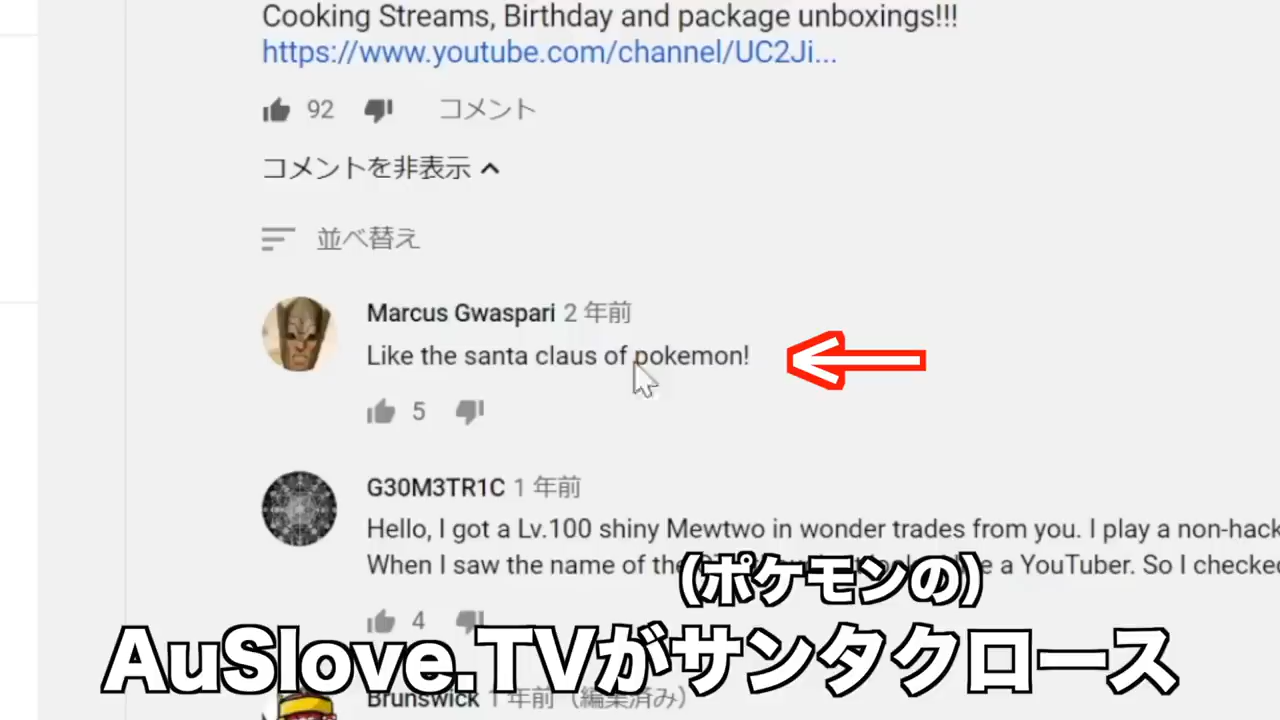 Cooking Streams, Birthday and package unboxings!!!
https://www.youtube.com/channel/UC2Ji...
92 コメント
コメントを非表示
並べ替え
Marcus Gwaspari 2 年前
Like the santa claus of pokemon!
5
G30M3TR1C 1 年前
Hello, I got a Lv.100 shiny Mewtwo in wonder trades from you. I play a non-hack
When I saw the name of the a YouTuber. So I checked
(ポケモンの)
4
AuSlove.TVがサンタクロース
Brunswick 1 年前（編集済み）